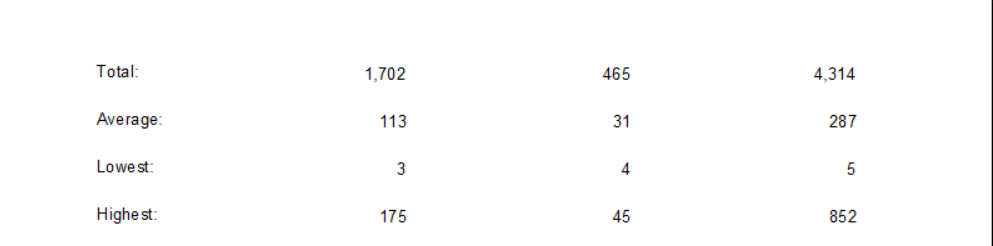 Total: 1,702 465 4,314
Average: 113 31 287
Lowest: 3 4 5
Highest: 175 45 852